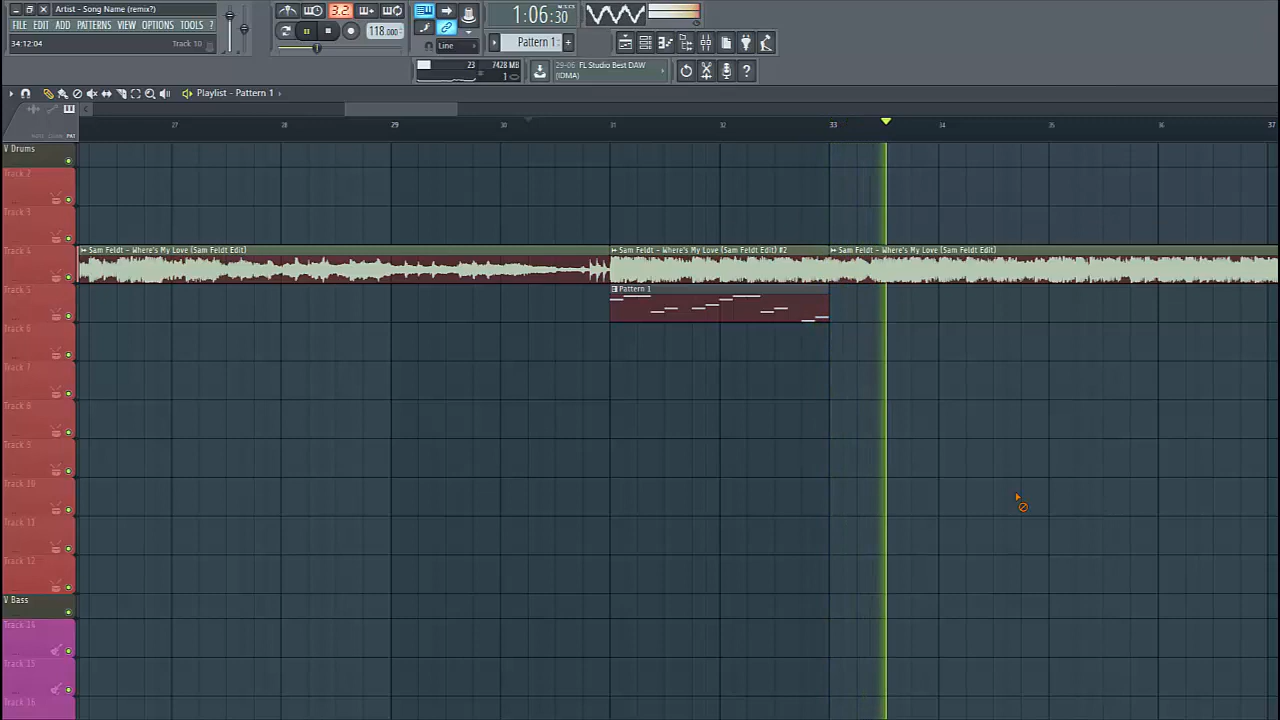 Artist - Song Name (remix?)
FILE EDIT ADD PATTERNS VIEW OPTIONS TOOLS ?
34:12:04 Track 10
3.2
118.000
1:06:30
Pattern 1
Line
23 7428 MB
1
29-06 FL Studio Best DAW
(IDMA)
Playlist - Pattern 1
27 28 29 30 31 32 33 34 35 36 37
V Drums
Track 2
Track 3
Track 4
Sam Feldt - Where's My Love (Sam Feldt Edit)
Sam Feldt - Where's My Love (Sam Feldt Edit) #2
Sam Feldt - Where's My Love (Sam Feldt Edit)
Track 5
Pattern 1
Track 6
Track 7
Track 8
Track 9
Track 10
Track 11
Track 12
V Bass
Track 14
Track 15
Track 16